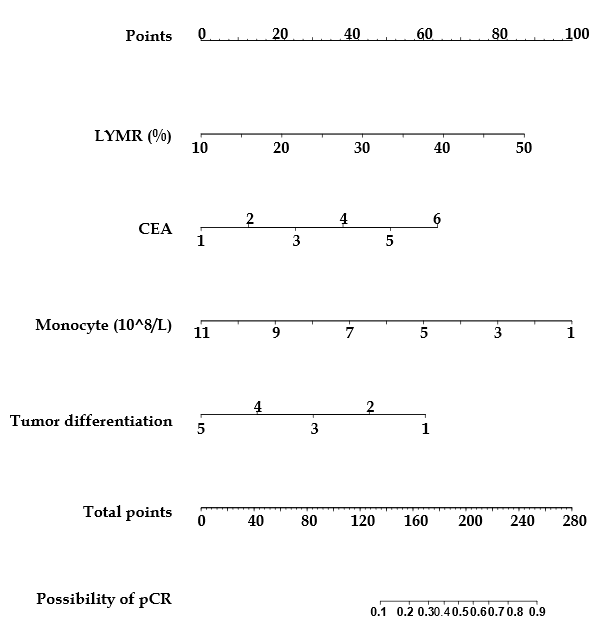 Points 0 20 40 60 80 100
LYMR (%) 10 20 30 40 50
CEA 1 2 3 4 5 6
Monocyte (10^8/L) 11 9 7 5 3 1
Tumor differentiation 5 4 3 2 1
Total points 0 40 80 120 160 200 240 280
Possibility of pCR 0.1 0.2 0.3 0.4 0.5 0.6 0.7 0.8 0.9